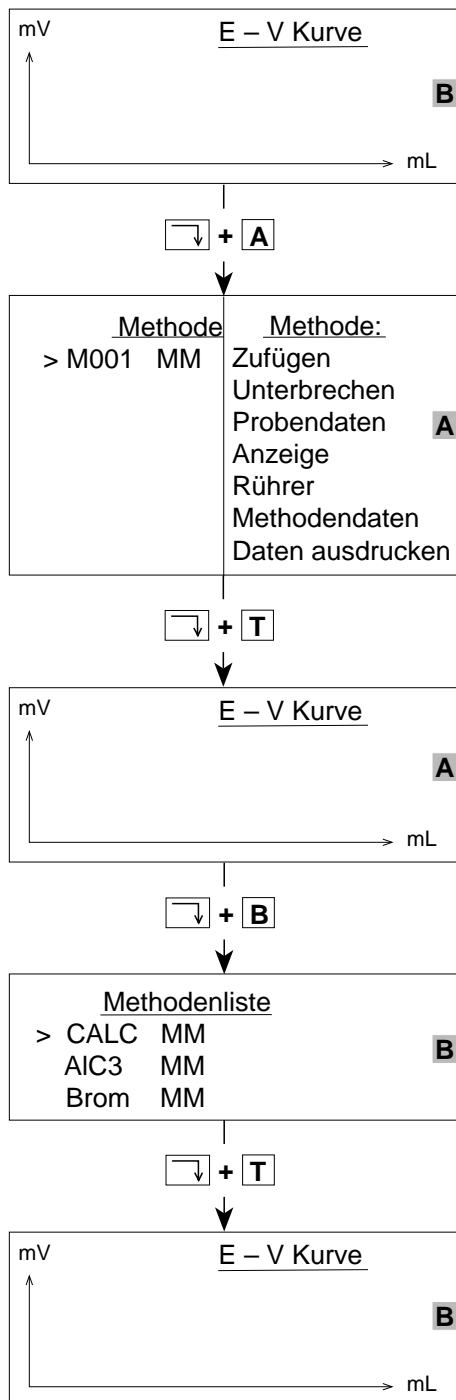 mV E – V Kurve
B
mL
+ A
Methode Methode:
> M001 MM Zufügen
Unterbrechen
Probendaten A
Anzeige
Rührer
Methodendaten
Daten ausdrucken
+ T
mV E – V Kurve
A
mL
+ B
Methodenliste
> CALC MM B
AlC3 MM
Brom MM
+ T
mV E – V Kurve
B
mL